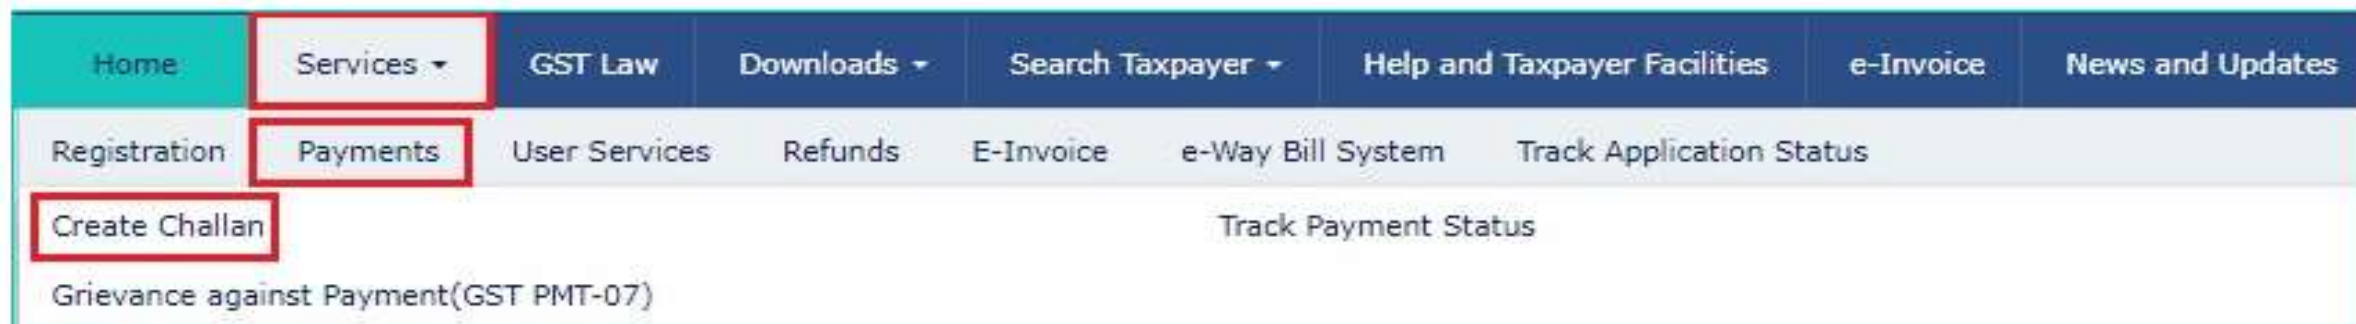 Home Services GST Law Downloads Search Taxpayer Help and Taxpayer Facilities e-Invoice News and Updates
Registration Payments User Services Refunds E-Invoice e-Way Bill System Track Application Status
Create Challan Track Payment Status
Grievance against Payment(GST PMT-07)